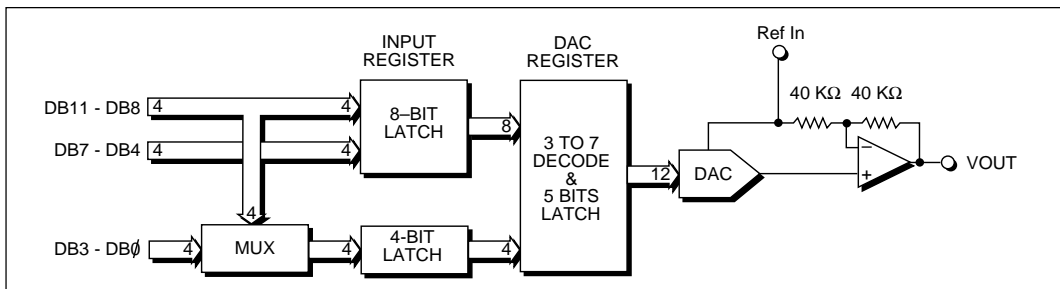 INPUT
REGISTER
DAC
REGISTER
Ref In
40 KΩ
40 KΩ
DB11 - DB8
4
4
8–BIT
LATCH
8
DB7 - DB4
4
4
3 TO 7
DECODE
&
5 BITS
LATCH
12
DAC
–
+
VOUT
4
DB3 - DB∅
4
MUX
4
4-BIT
LATCH
4